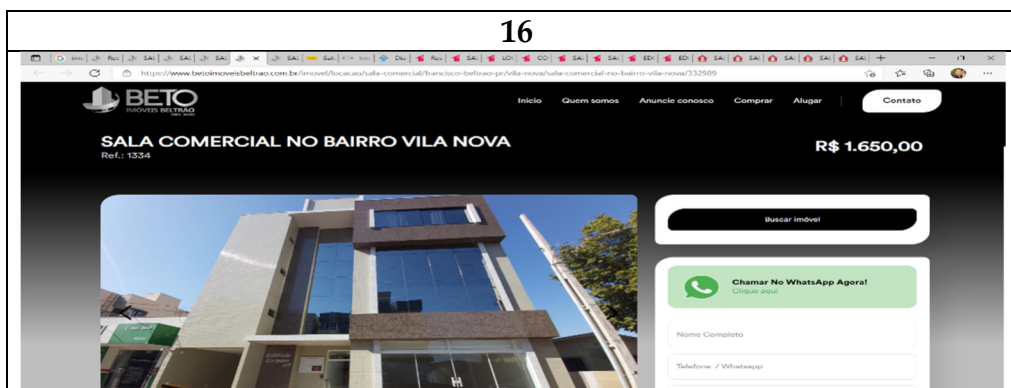 16
https://www.betoimoveisbeltrao.com.br/imovel/locacao/sala-comercial/francisco-beltrao-pr/vila-nova/sala-comercial-no-bairro-vila-nova/332989
BETO
IMÓVEIS BELTRÃO
Inicio Quem somos Anuncie conosco Comprar Alugar Contato
SALA COMERCIAL NO BAIRRO VILA NOVA
Ref.: 1334
R$ 1.650,00
Buscar imóvel
Chamar No WhatsApp Agora!
Clique aqui
Nome Completo
Telefone / Whatsapp
Edifício